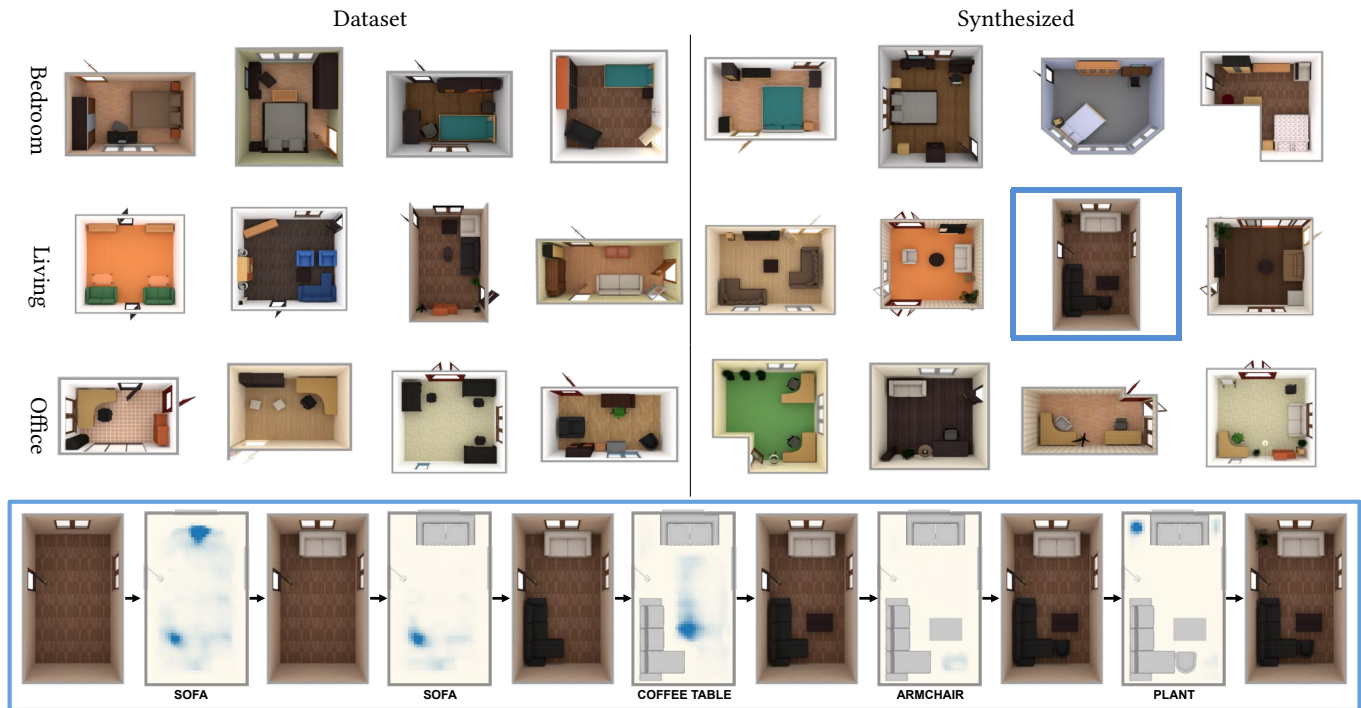 Dataset
Synthesized
Bedroom
Living
Office
SOFA
SOFA
COFFEE TABLE
ARMCHAIR
PLANT